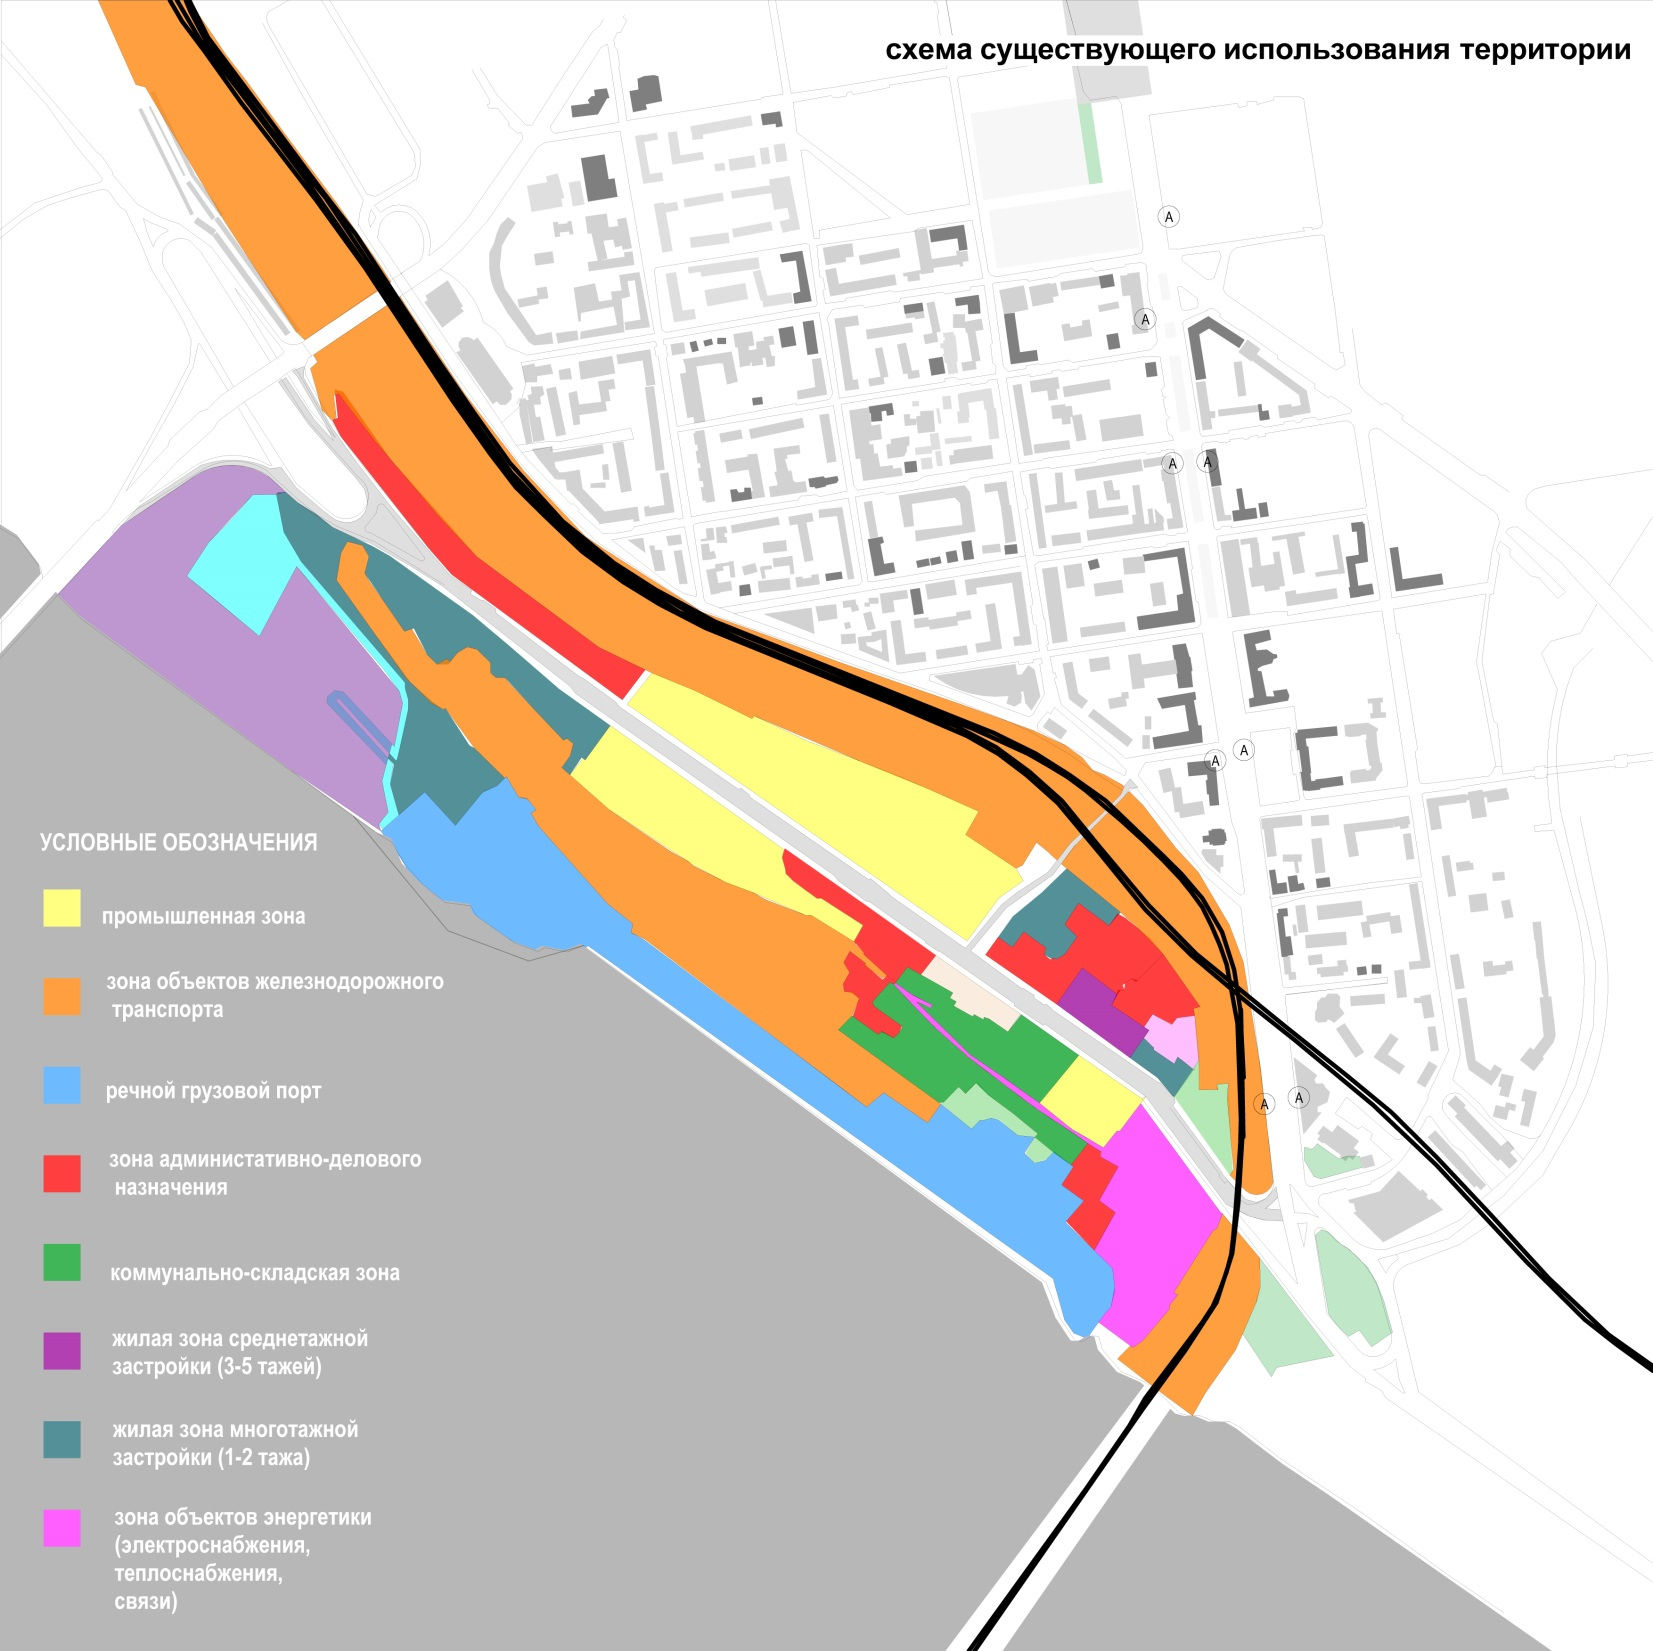 схема существующего использования территории
А
А
А
А
А
А
А
А
УСЛОВНЫЕ ОБОЗНАЧЕНИЯ
промышленная зона
зона объектов железнодорожного
транспорта
речной грузовой порт
зона администативно-делового
назначения
коммунально-складская зона
жилая зона среднетажной
застройки (3-5 тажей)
жилая зона многотажной
застройки (1-2 тажа)
зона объектов энергетики
(электроснабжения,
теплоснабжения,
связи)